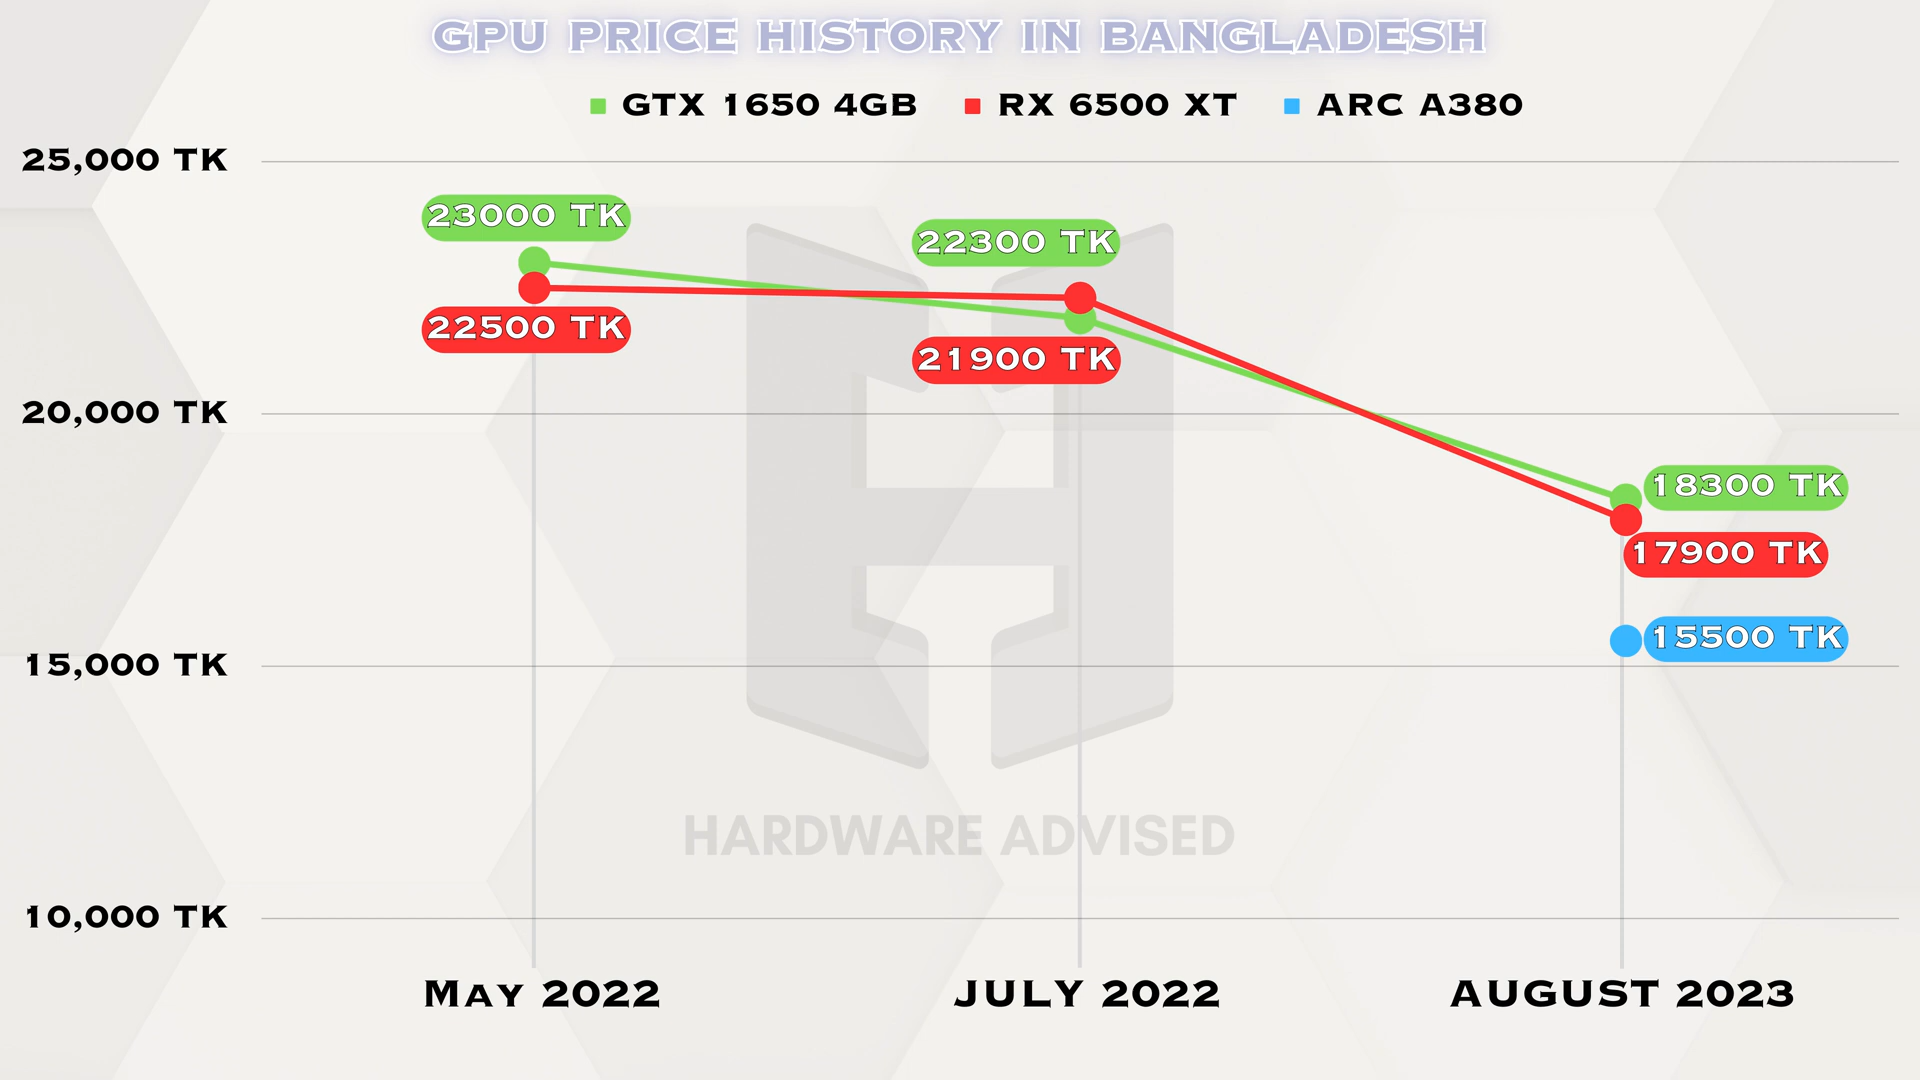 GPU PRICE HISTORY IN BANGLADESH
GTX 1650 4GB RX 6500 XT ARC A380
25,000 TK
23000 TK
22300 TK
22500 TK
21900 TK
20,000 TK
18300 TK
17900 TK
15500 TK
15,000 TK
HARDWARE ADVISED
10,000 TK
MAY 2022 JULY 2022 AUGUST 2023